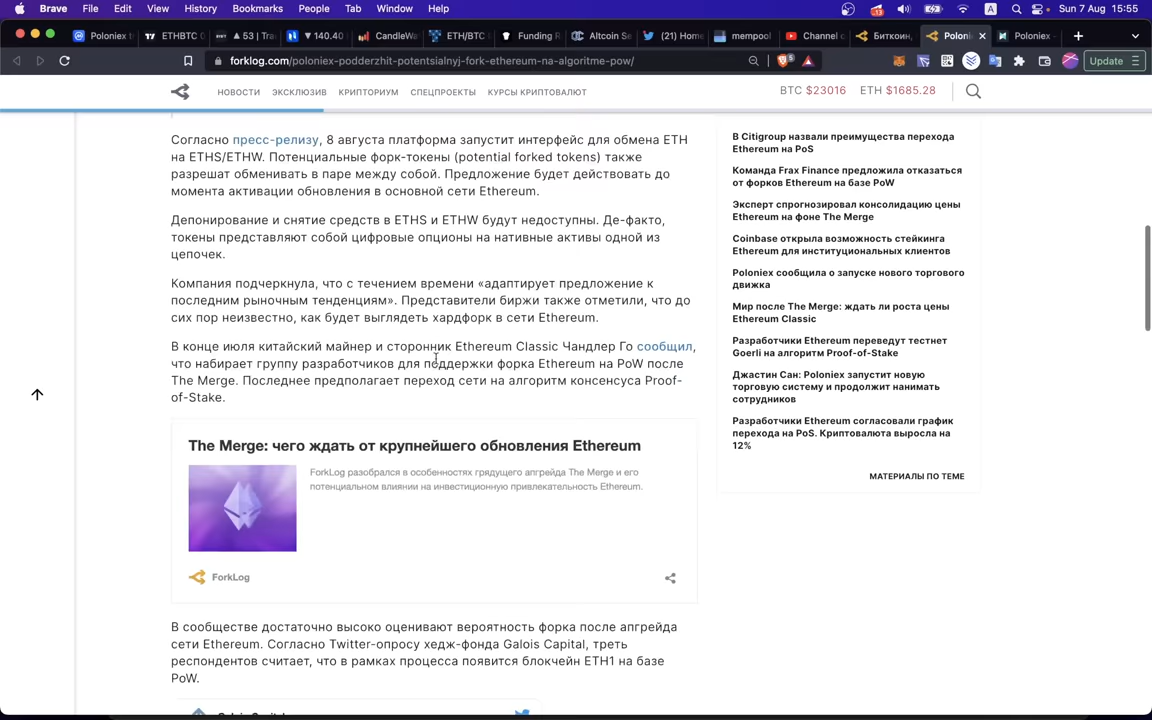 Brave File Edit View History Bookmarks People Tab Window Help
A Sun 7 Aug 15:55
Poloniex t ETHBTC 53 | Tra ▼ 140.40 CandleWa ETH/BTC Funding R Altcoin Se (21) Hom mempool Channel c Биткоин, Poloni Poloniex
forklog.com/poloniex-podderzhit-potentsialnyj-fork-ethereum-na-algoritme-pow/
Update
НОВОСТИ ЭКСКЛЮЗИВ КРИПТОРИУМ СПЕЦПРОЕКТЫ КУРСЫ КРИПТОВАЛЮТ
BTC $23016 ETH $1685.28
Согласно пресс-релизу, 8 августа платформа запустит интерфейс для обмена ETH
на ETHS/ETHW. Потенциальные форк-токены (potential forked tokens) также
разрешат обменивать в паре между собой. Предложение будет действовать до
момента активации обновления в основной сети Ethereum.
Депонирование и снятие средств в ETHS и ETHW будут недоступны. Де-факто,
токены представляют собой цифровые опционы на нативные активы одной из
цепочек.
Компания подчеркнула, что с течением времени «адаптирует предложение к
последним рыночным тенденциям». Представители биржи также отметили, что до
сих пор неизвестно, как будет выглядеть хардфорк в сети Ethereum.
В конце июля китайский майнер и сторонник Ethereum Classic Чандлер Го сообщил,
что набирает группу разработчиков для поддержки форка Ethereum на PoW после
The Merge. Последнее предполагает переход сети на алгоритм консенсуса Proof-
of-Stake.
The Merge: чего ждать от крупнейшего обновления Ethereum
ForkLog разобрался в особенностях грядущего апгрейда The Merge и его
потенциальном влиянии на инвестиционную привлекательность Ethereum.
ForkLog
В сообществе достаточно высоко оценивают вероятность форка после апгрейда
сети Ethereum. Согласно Twitter-опросу хедж-фонда Galois Capital, треть
респондентов считает, что в рамках процесса появится блокчейн ETH1 на базе
PoW.
В Citigroup назвали преимущества перехода
Ethereum на PoS
Команда Frax Finance предложила отказаться
от форков Ethereum на базе PoW
Эксперт спрогнозировал консолидацию цены
Ethereum на фоне The Merge
Coinbase открыла возможность стейкинга
Ethereum для институциональных клиентов
Poloniex сообщила о запуске нового торгового
движка
Мир после The Merge: ждать ли роста цены
Ethereum Classic
Разработчики Ethereum переведут тестнет
Goerli на алгоритм Proof-of-Stake
Джастин Сан: Poloniex запустит новую
торговую систему и продолжит нанимать
сотрудников
Разработчики Ethereum согласовали график
перехода на PoS. Криптовалюта выросла на
12%
МАТЕРИАЛЫ ПО ТЕМЕ